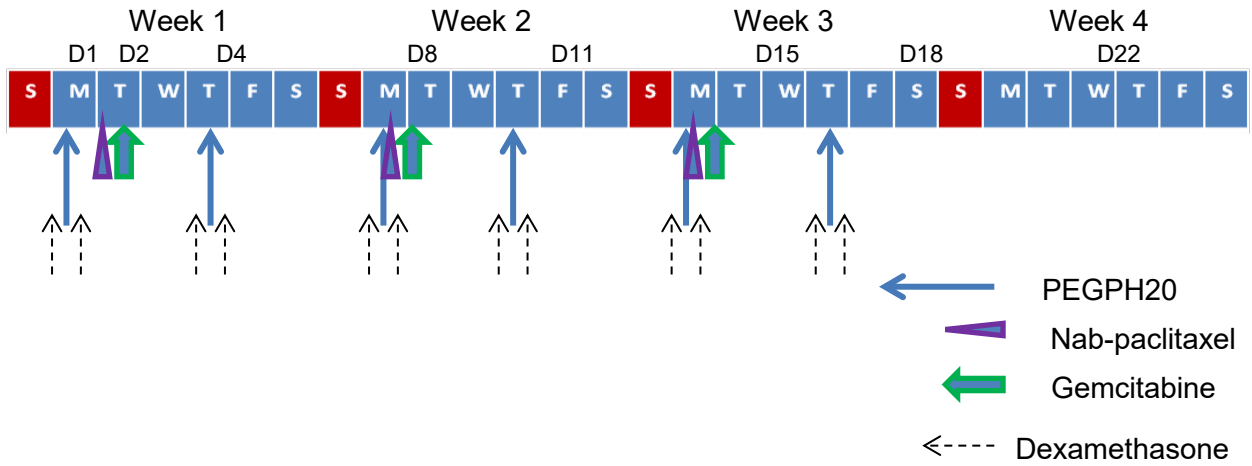 Week 1 Week 2 Week 3 Week 4
D1 D2 D4 D8 D11 D15 D18 D22
S M T W T F S S M T W T F S S M T W T F S S M T W T F S
PEGPH20
Nab-paclitaxel
Gemcitabine
Dexamethasone